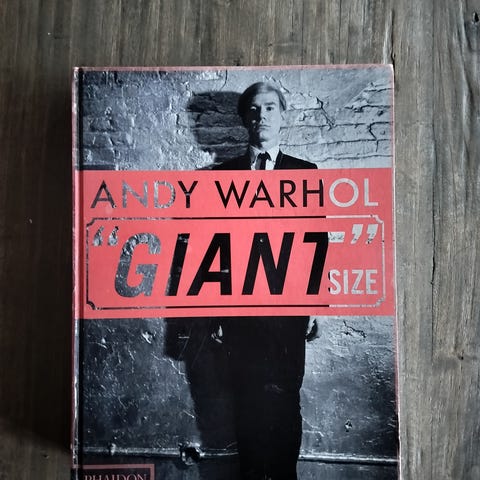 ANDY WARHOL
"GIANT"
SIZE
PHAIDON